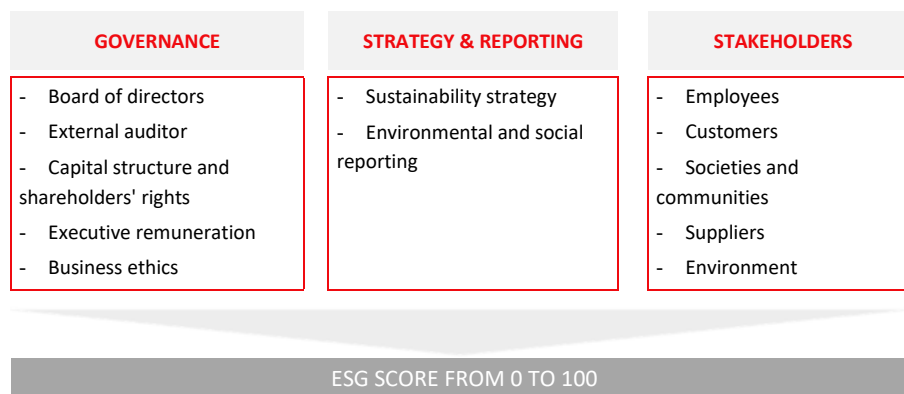 GOVERNANCE
- Board of directors
- External auditor
- Capital structure and
shareholders' rights
- Executive remuneration
- Business ethics
STRATEGY & REPORTING
- Sustainability strategy
- Environmental and social
reporting
STAKEHOLDERS
- Employees
- Customers
- Societies and
communities
- Suppliers
- Environment
ESG SCORE FROM 0 TO 100